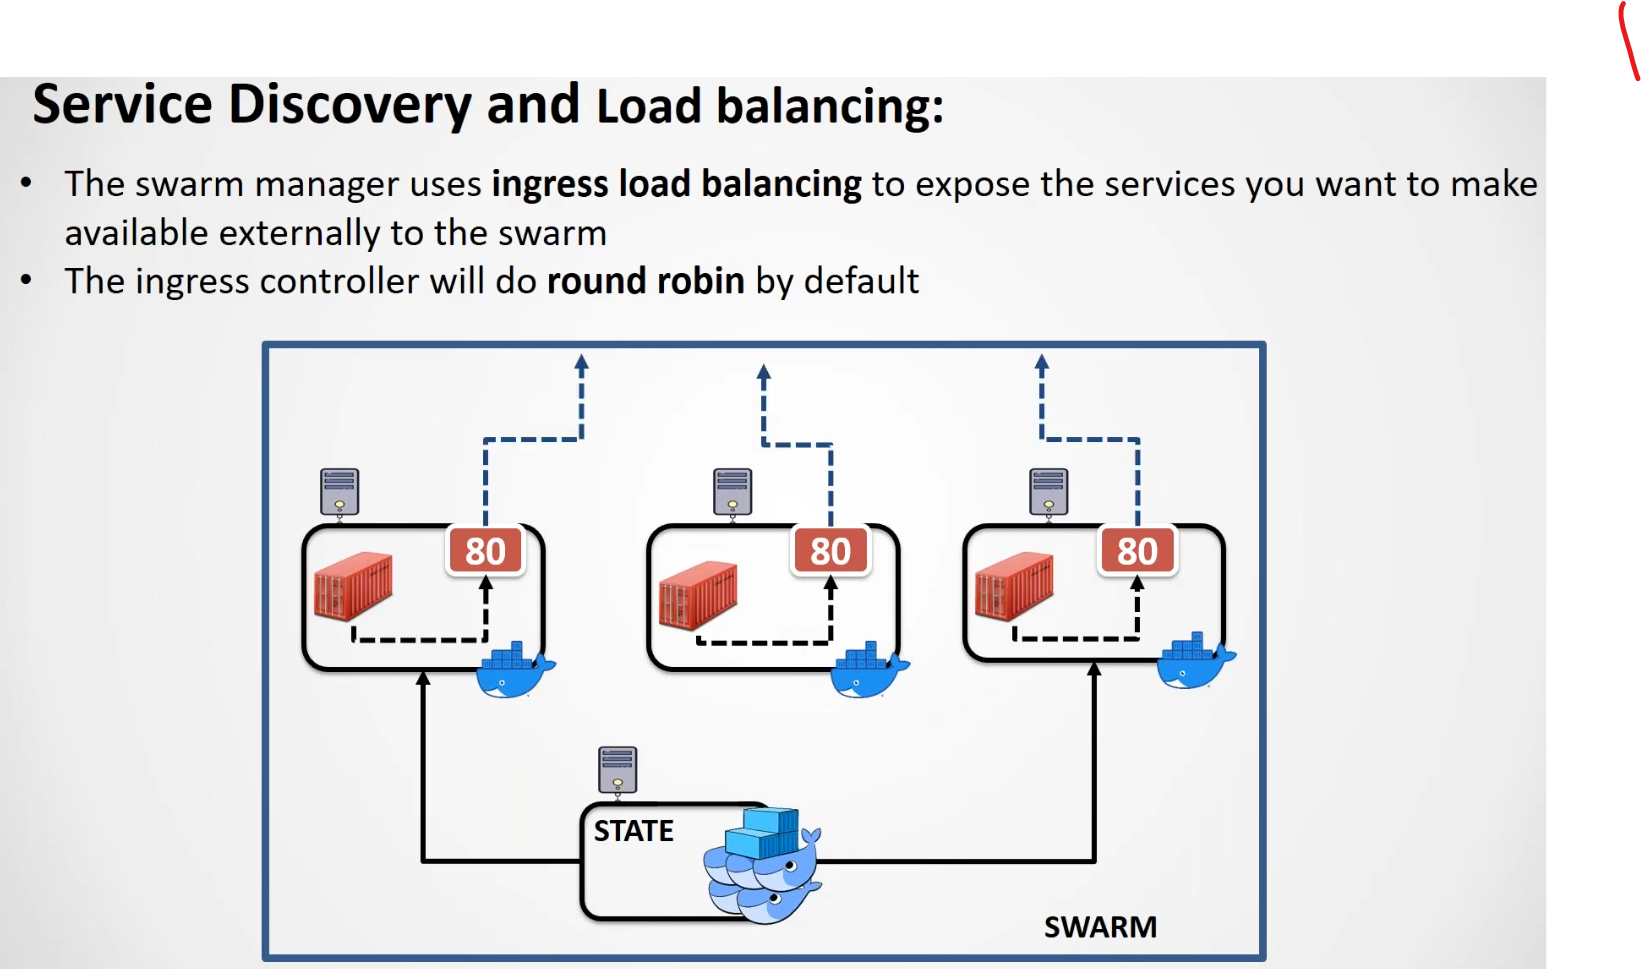 Service Discovery and Load balancing:
• The swarm manager uses ingress load balancing to expose the services you want to make
available externally to the swarm
• The ingress controller will do round robin by default
80
80
80
STATE
SWARM